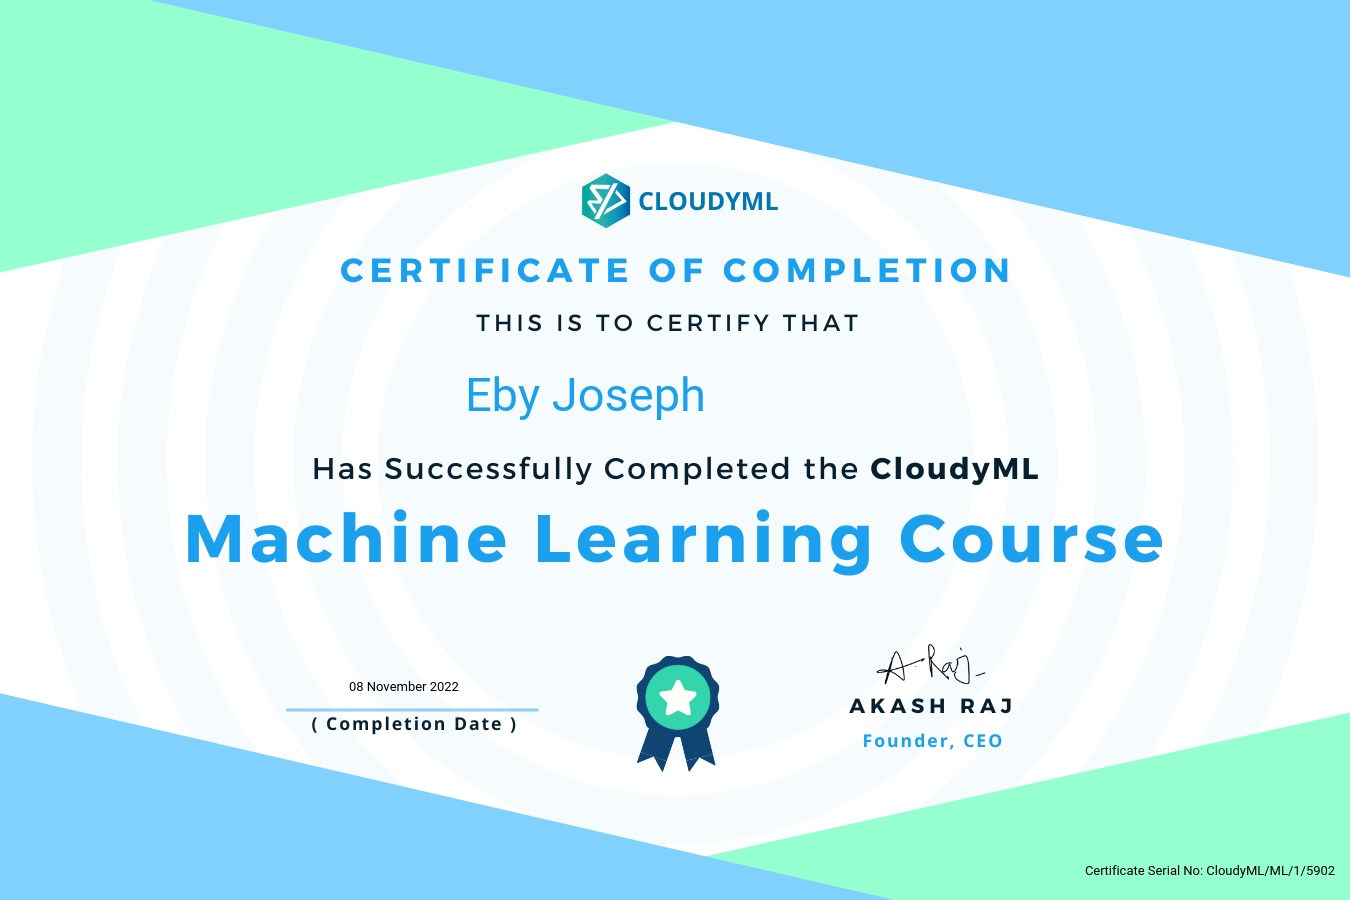 CLOUDYML
CERTIFICATE OF COMPLETION
THIS IS TO CERTIFY THAT
Eby Joseph
Has Successfully Completed the CloudyML
Machine Learning Course
08 November 2022
( Completion Date )
A. Raj
AKASH RAJ
Founder, CEO
Certificate Serial No: CloudyML/ML/1/5902